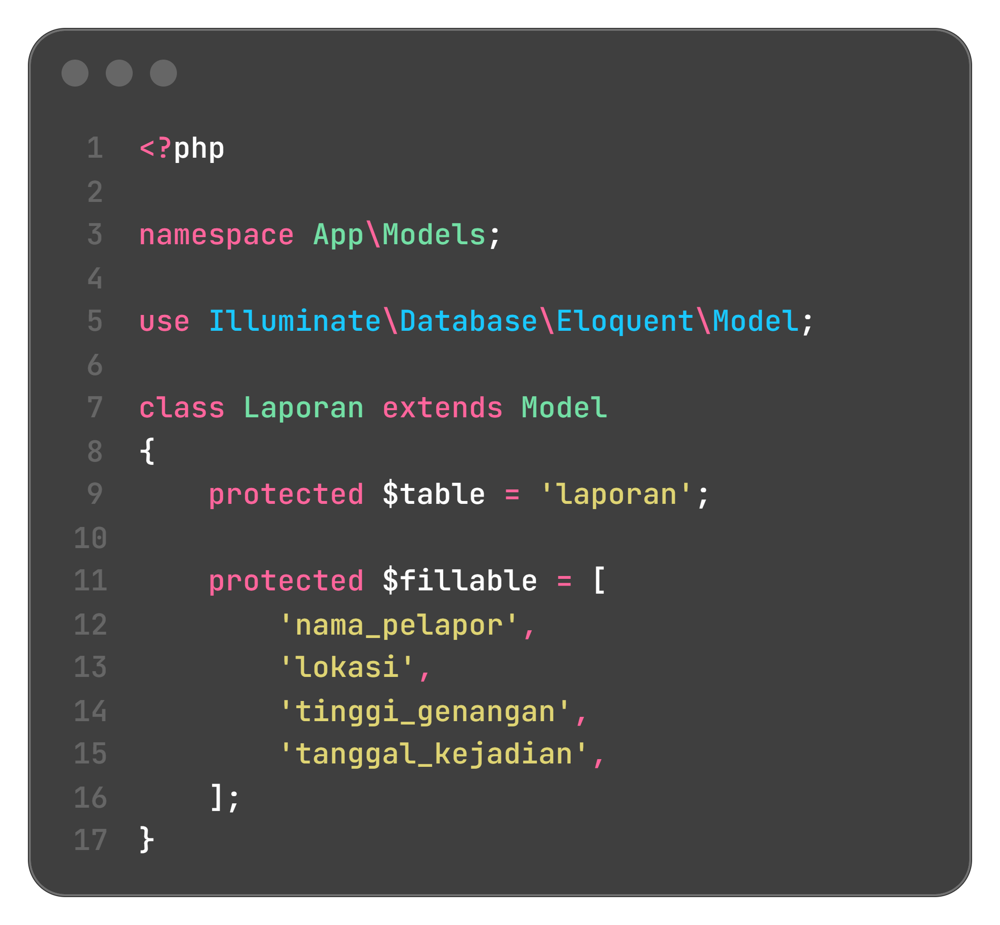 1 <?php
2
3 namespace App\Models;
4
5 use Illuminate\Database\Eloquent\Model;
6
7 class Laporan extends Model
8 {
9     protected $table = 'laporan';
10
11     protected $fillable = [
12         'nama_pelapor',
13         'lokasi',
14         'tinggi_genangan',
15         'tanggal_kejadian',
16     ];
17 }